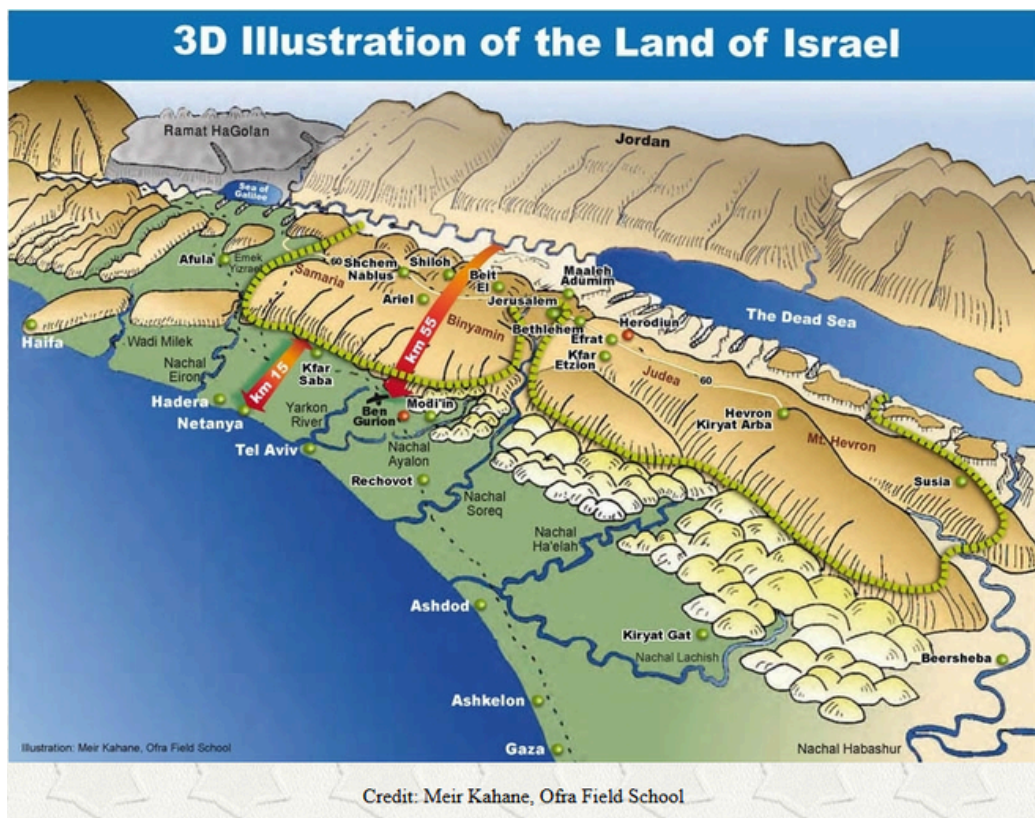 3D Illustration of the Land of Israel
Ramat HaGolan
Jordan
Sea of
Galilee
Afula
Emek
Yizrael
60
Shchem
Nablus
Shiloh
Beit
El
Maaleh
Adumim
Samaria
Ariel
Jerusalem
Binyamin
Bethlehem
Herodiun
The Dead Sea
Efrat
Kfar
Etzion
Judea
60
Haifa
Wadi Milek
km 55
Nachal
Eiron
km 15
Kfar
Saba
Hadera
Netanya
Yarkon
River
Ben
Gurion
Modi'in
Hevron
Kiryat Arba
Mt. Hevron
Tel Aviv
Nachal
Ayalon
Rechovot
Susia
Nachal
Soreq
Nachal
Ha'elah
Ashdod
Kiryat Gat
Nachal Lachish
Beersheba
Ashkelon
Gaza
Nachal Habashur
Illustration: Meir Kahane, Ofra Field School
Credit: Meir Kahane, Ofra Field School